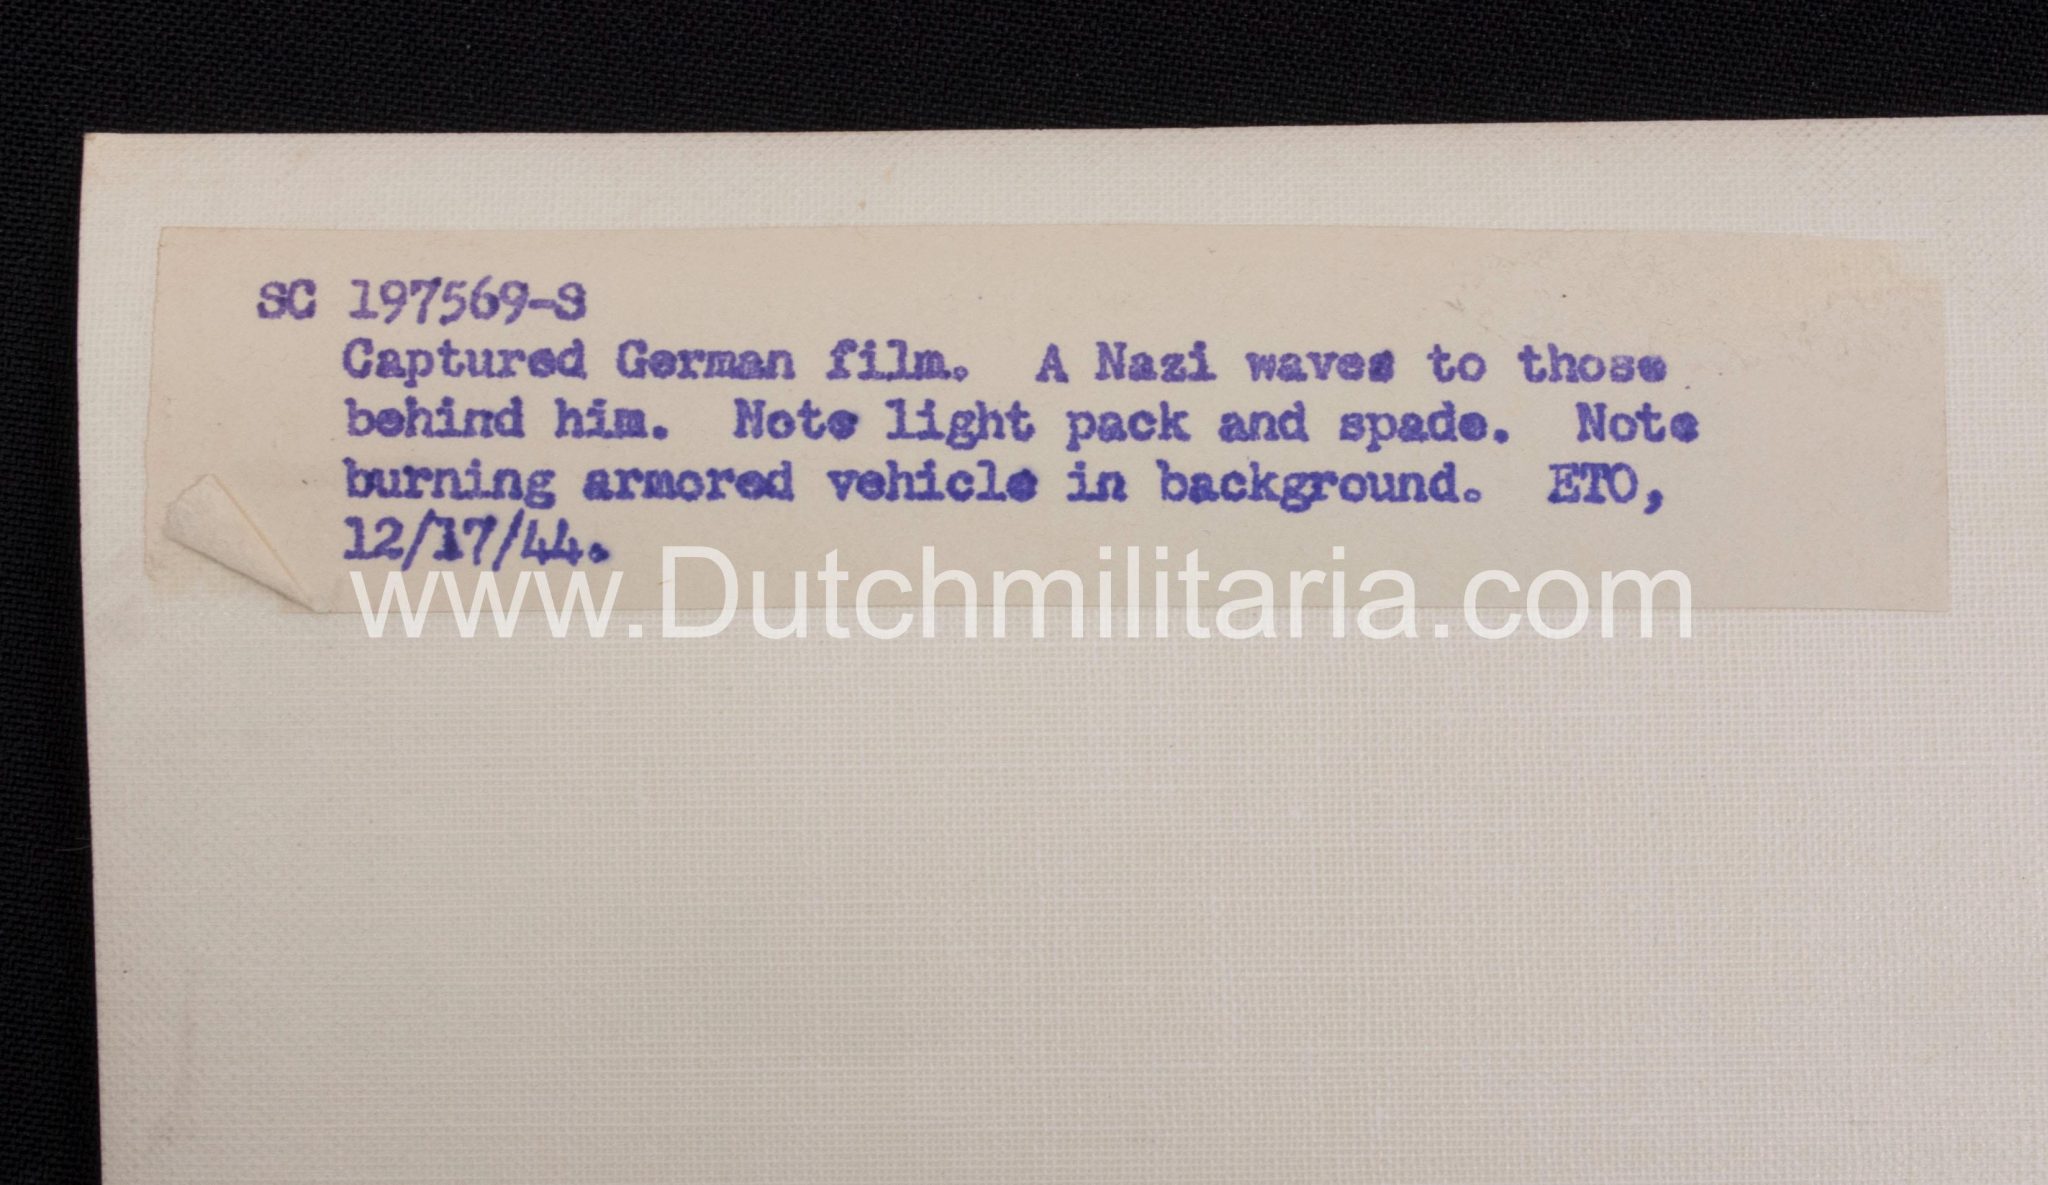 SC 197569-S
Captured German film.  A Nazi waves to those
behind him.  Note light pack and spade.  Note
burning armored vehicle in background.  ETO,
12/17/44.
www.Dutchmilitaria.com